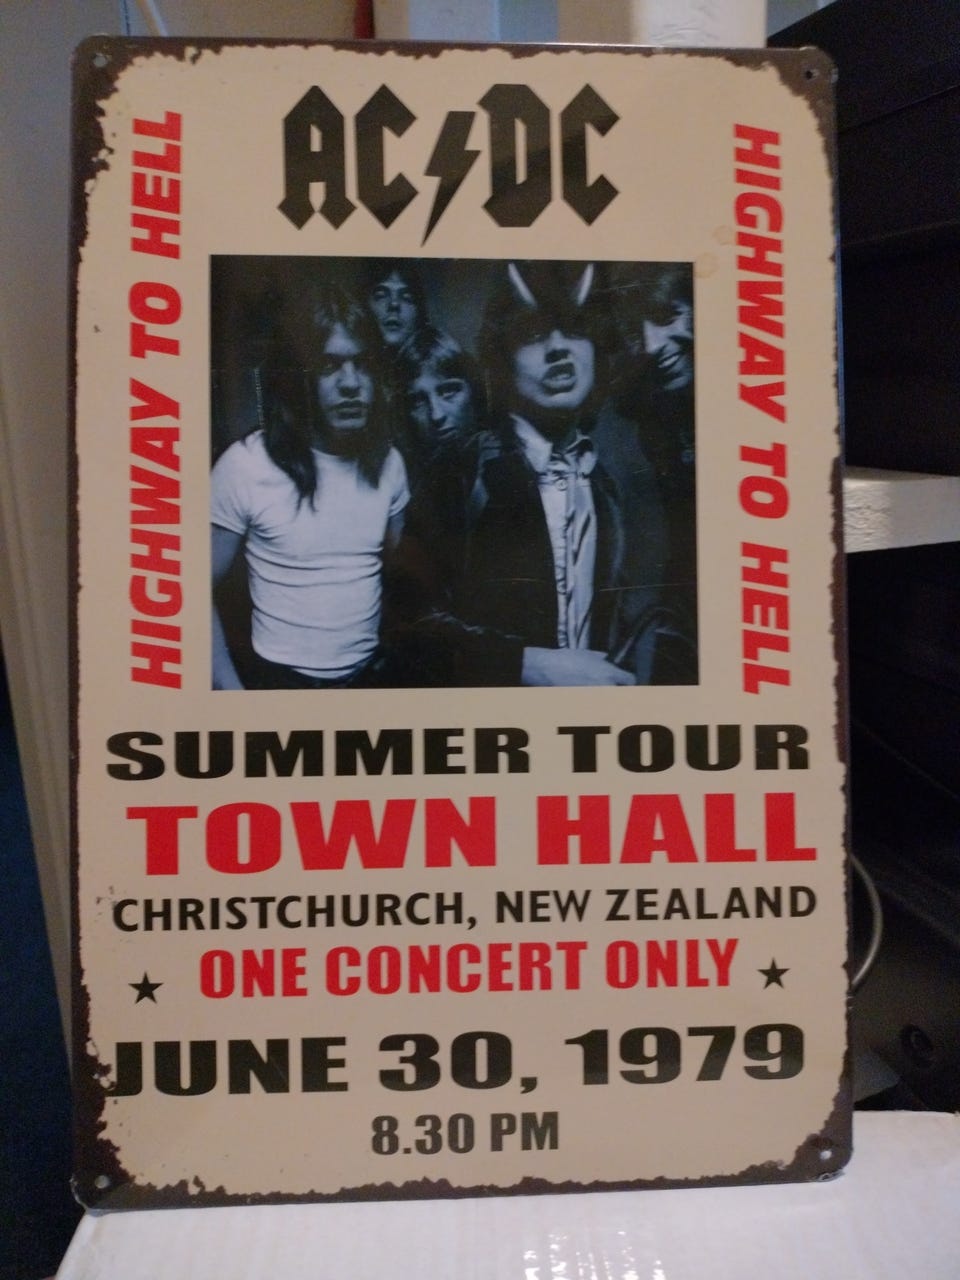 AC⚡DC
HIGHWAY TO HELL
HIGHWAY TO HELL
SUMMER TOUR
TOWN HALL
CHRISTCHURCH, NEW ZEALAND
★ ONE CONCERT ONLY ★
JUNE 30, 1979
8.30 PM